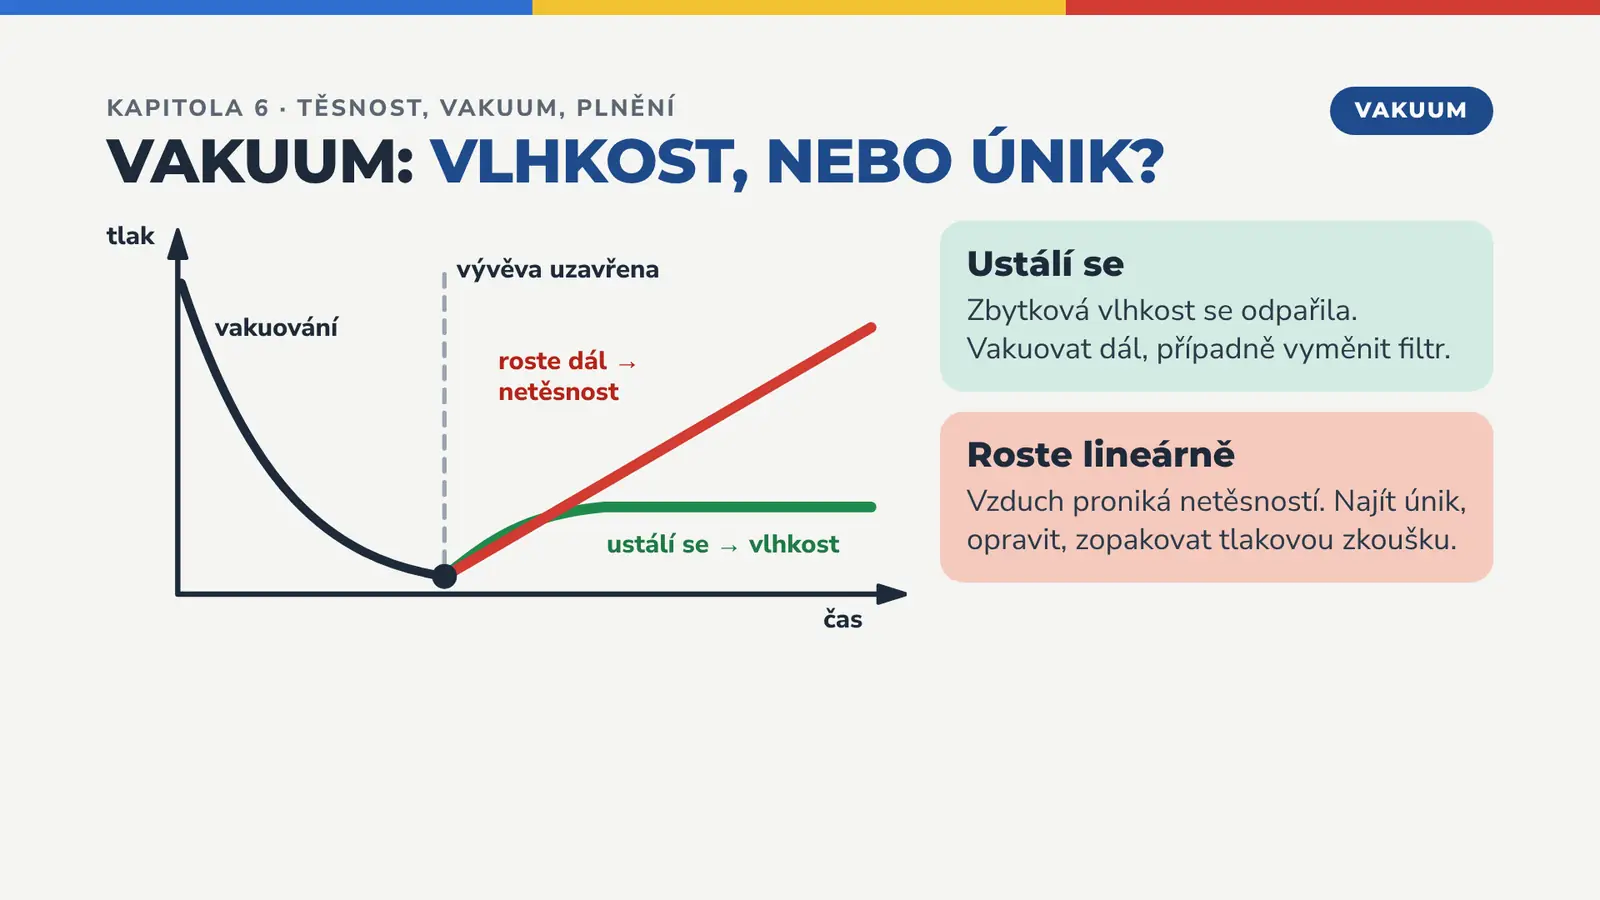 KAPITOLA 6 · TĚSNOST, VAKUUM, PLNĚNÍ
VAKUUM
VAKUUM: VLHKOST, NEBO ÚNIK?
tlak
vývěva uzavřena
vakuování
roste dál →
netěsnost
ustálí se → vlhkost
čas
Ustálí se
Zbytková vlhkost se odpařila.
Vakuovat dál, případně vyměnit filtr.
Roste lineárně
Vzduch proniká netěsností. Najít únik,
opravit, zopakovat tlakovou zkoušku.